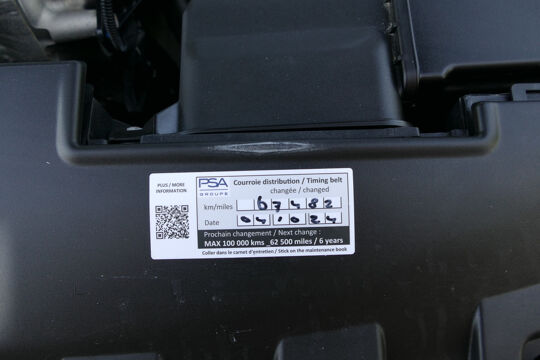 PLUS / MORE
INFORMATION
PSA
GROUPE
Courroie distribution / Timing belt
changée / changed
km/miles 67482
Date 04.10.24
Prochain changement / Next change :
MAX 100 000 kms _62 500 miles / 6 years
Coller dans le carnet d'entretien / Stick on the maintenance book